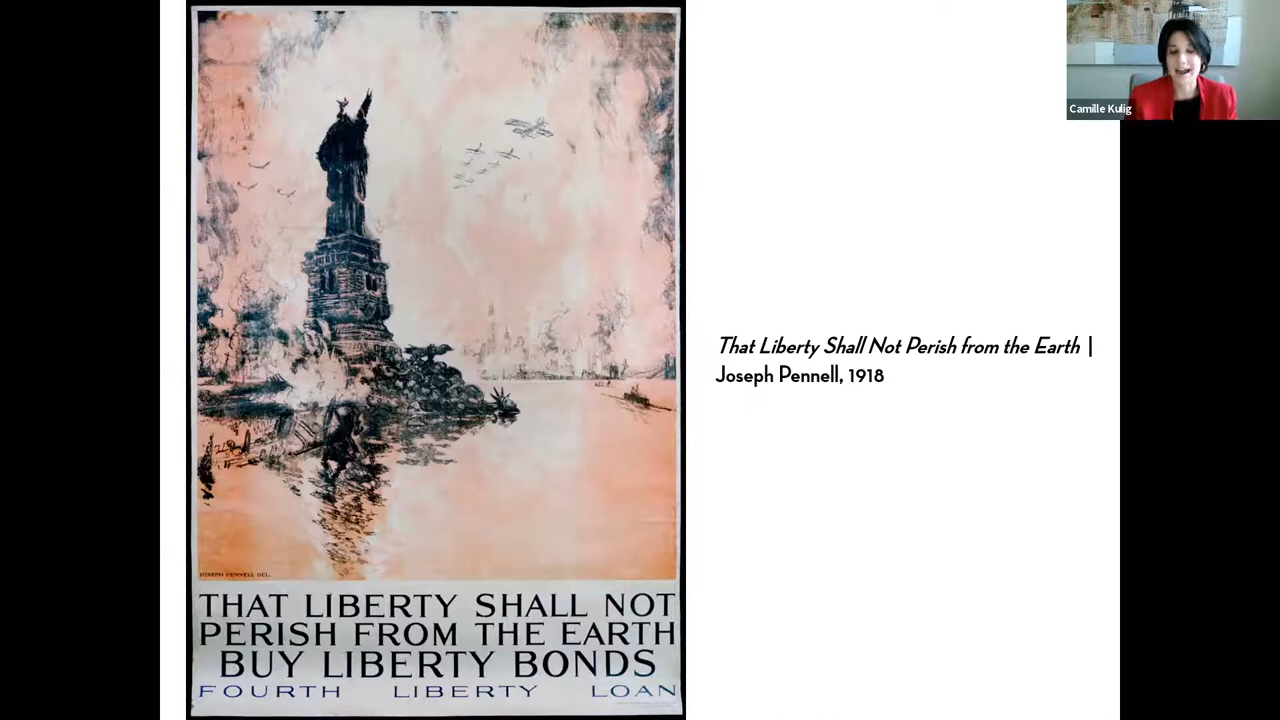 Camille Kulig
That Liberty Shall Not Perish from the Earth |
Joseph Pennell, 1918
JOSEPH PENNELL DEL.
THAT LIBERTY SHALL NOT
PERISH FROM THE EARTH
BUY LIBERTY BONDS
FOURTH LIBERTY LOAN